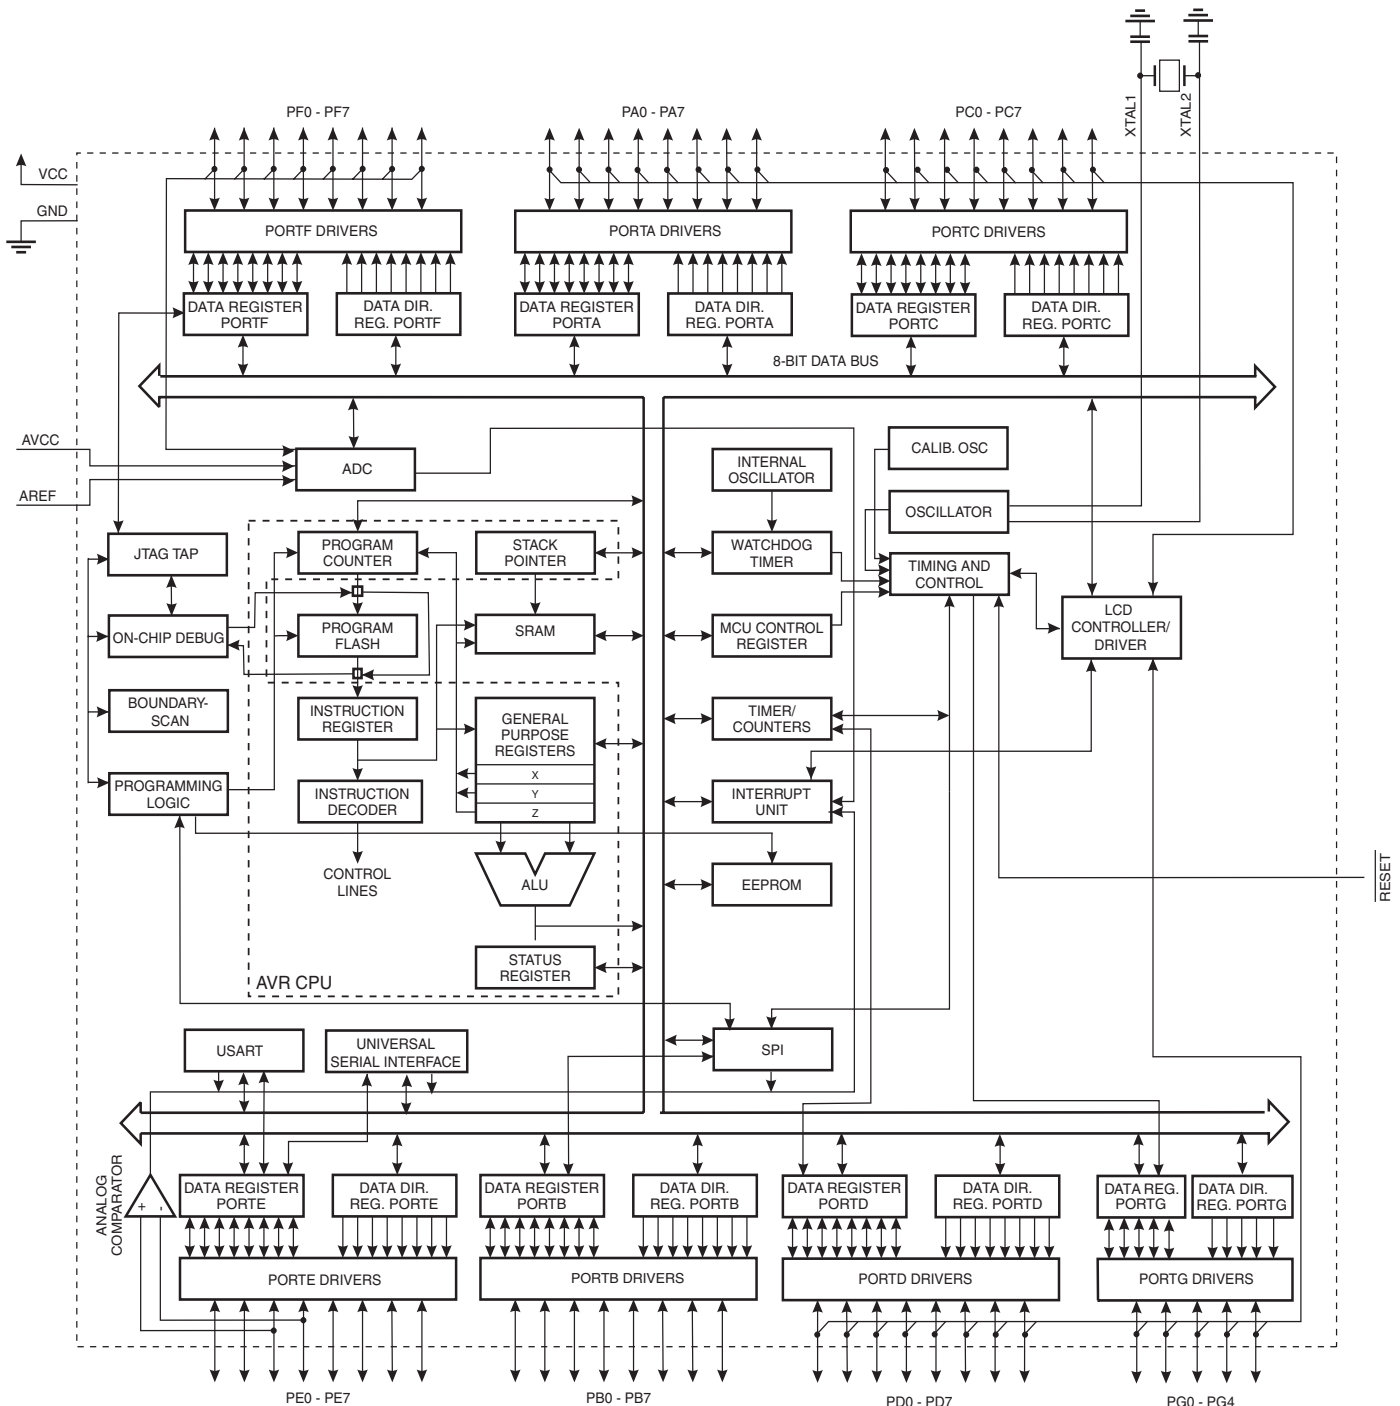 XTAL1
XTAL2
PF0 - PF7
PA0 - PA7
PC0 - PC7
VCC
GND
PORTF DRIVERS
PORTA DRIVERS
PORTC DRIVERS
DATA REGISTER
PORTF
DATA DIR.
REG. PORTF
DATA REGISTER
PORTA
DATA DIR.
REG. PORTA
DATA REGISTER
PORTC
DATA DIR.
REG. PORTC
8-BIT DATA BUS
AVCC
AREF
ADC
INTERNAL
OSCILLATOR
CALIB. OSC
OSCILLATOR
JTAG TAP
PROGRAM
COUNTER
STACK
POINTER
WATCHDOG
TIMER
TIMING AND
CONTROL
ON-CHIP DEBUG
PROGRAM
FLASH
SRAM
MCU CONTROL
REGISTER
LCD
CONTROLLER/
DRIVER
BOUNDARY-
SCAN
INSTRUCTION
REGISTER
GENERAL
PURPOSE
REGISTERS
X
Y
Z
TIMER/
COUNTERS
PROGRAMMING
LOGIC
INSTRUCTION
DECODER
INTERRUPT
UNIT
CONTROL
LINES
ALU
EEPROM
RESET
STATUS
REGISTER
AVR CPU
USART
UNIVERSAL
SERIAL INTERFACE
SPI
ANALOG
COMPARATOR
+
-
DATA REGISTER
PORTE
DATA DIR.
REG. PORTE
DATA REGISTER
PORTB
DATA DIR.
REG. PORTB
DATA REGISTER
PORTD
DATA DIR.
REG. PORTD
DATA REG.
PORTG
DATA DIR.
REG. PORTG
PORTE DRIVERS
PORTB DRIVERS
PORTD DRIVERS
PORTG DRIVERS
PE0 - PE7
PB0 - PB7
PD0 - PD7
PG0 - PG4